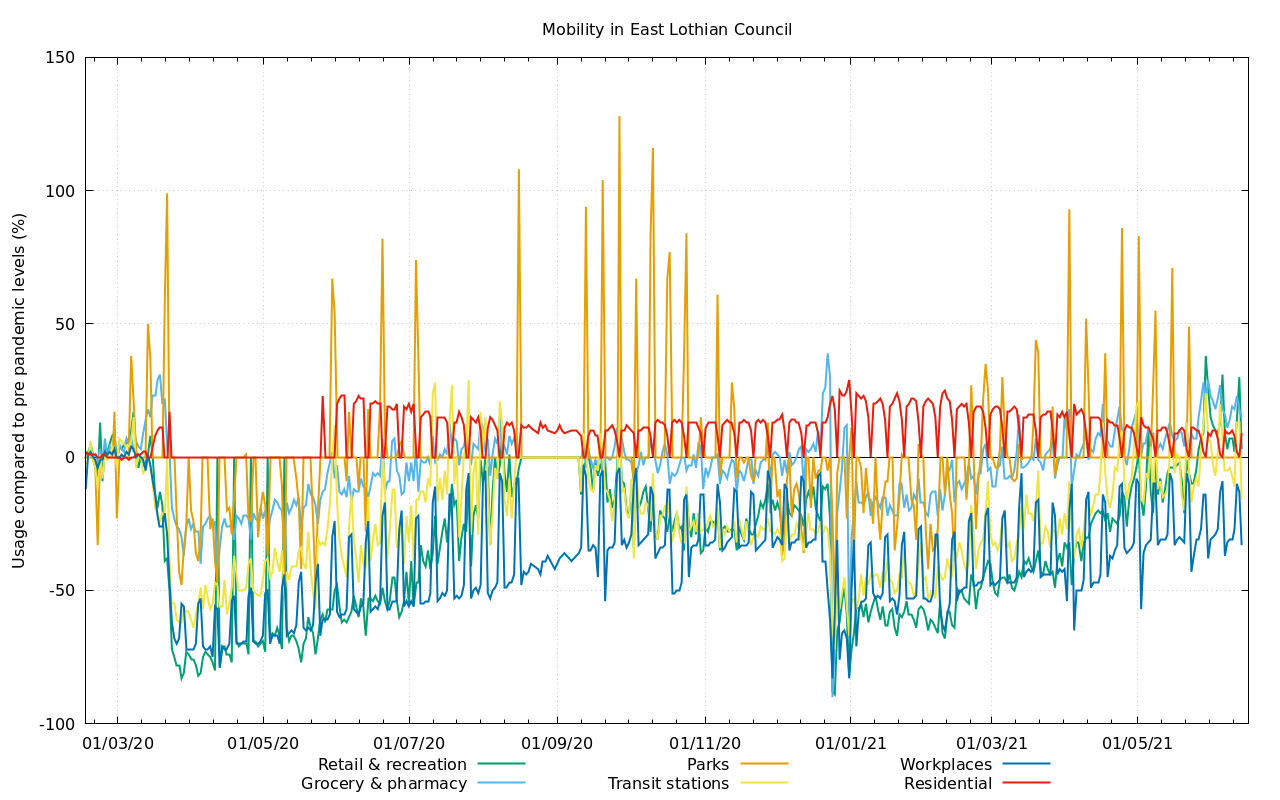 Mobility in East Lothian Council
Usage compared to pre pandemic levels (%)
150
100
50
0
-50
-100
01/03/20 01/05/20 01/07/20 01/09/20 01/11/20 01/01/21 01/03/21 01/05/21
Retail & recreation Parks Workplaces
Grocery & pharmacy Transit stations Residential